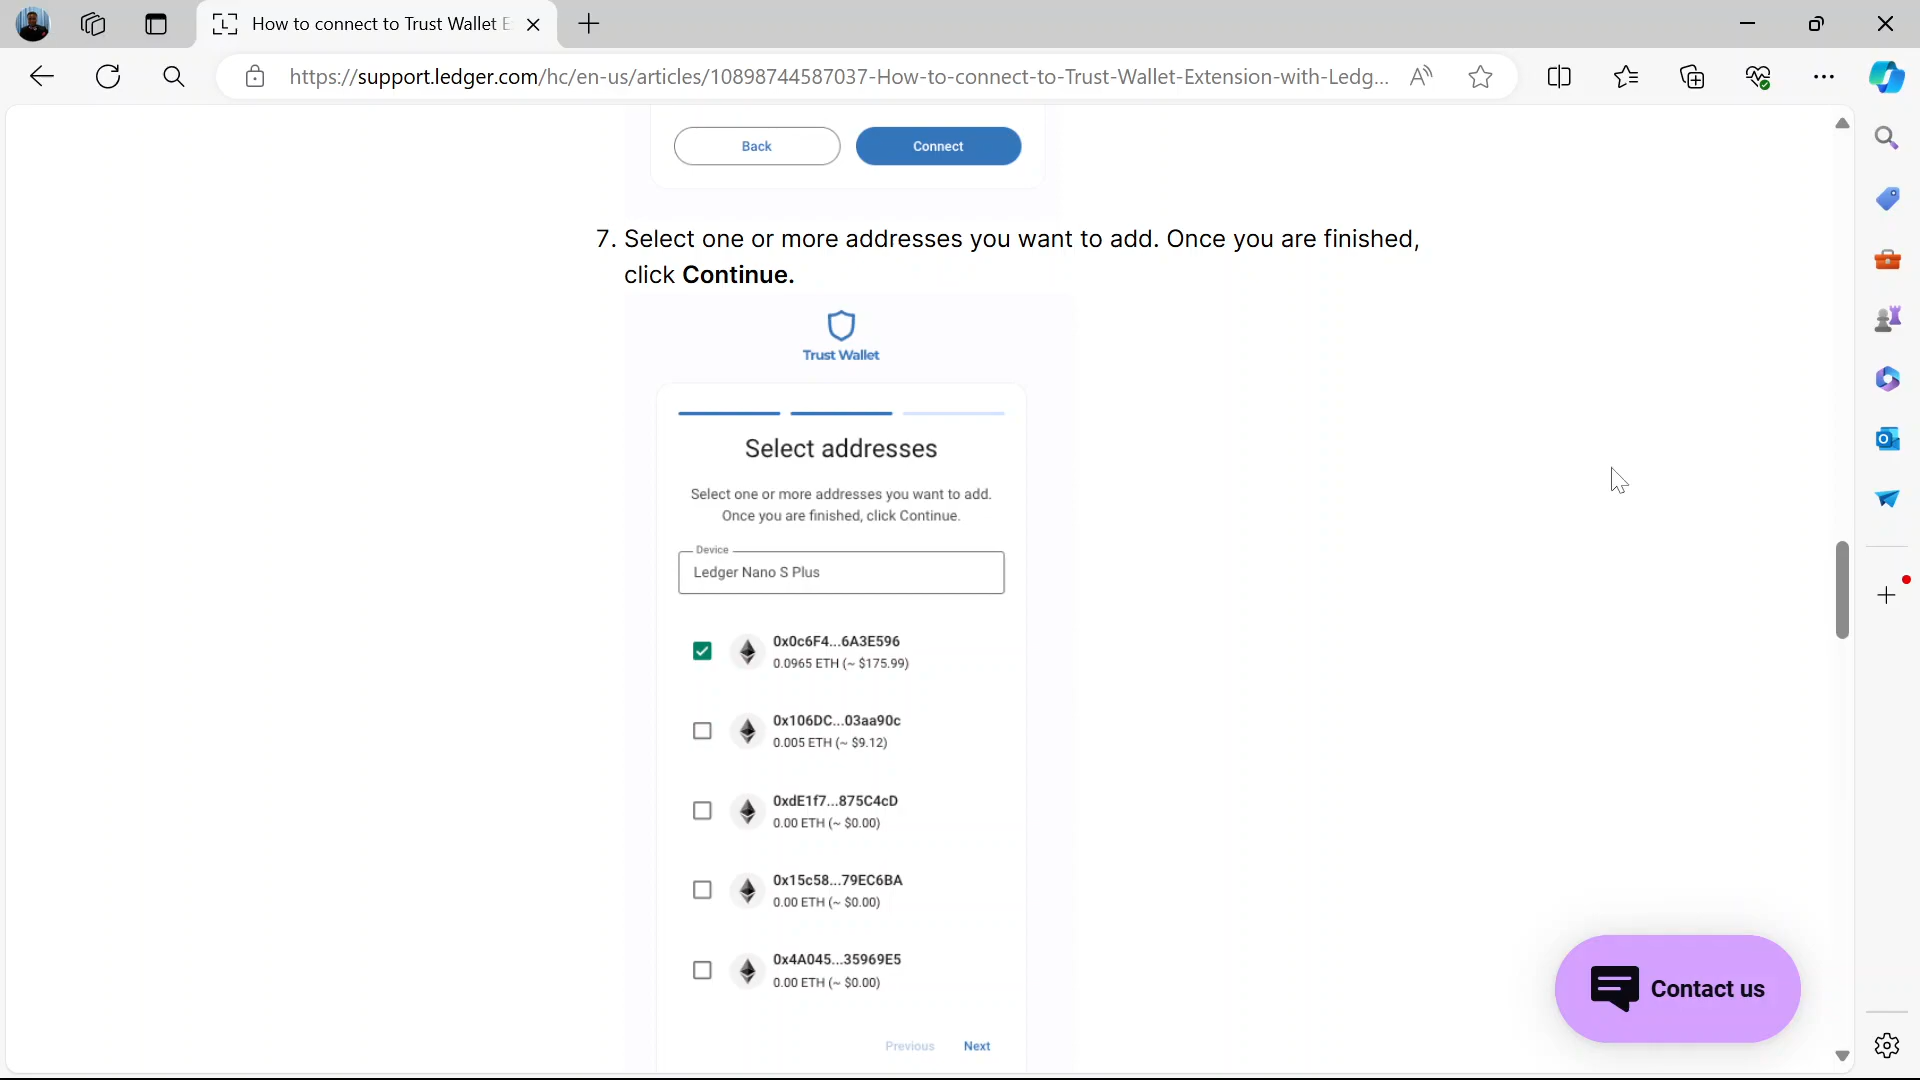 How to connect to Trust Wallet E
https://support.ledger.com/hc/en-us/articles/10898744587037-How-to-connect-to-Trust-Wallet-Extension-with-Ledg...
Back
Connect
7. Select one or more addresses you want to add. Once you are finished,
click Continue.
Trust Wallet
Select addresses
Select one or more addresses you want to add.
Once you are finished, click Continue.
Device
Ledger Nano S Plus
0x0c6F4...6A3E596
0.0965 ETH (~ $175.99)
0x106DC...03aa90c
0.005 ETH (~ $9.12)
0xdE1f7...875C4cD
0.00 ETH (~ $0.00)
0x15c58...79EC6BA
0.00 ETH (~ $0.00)
0x4A045...35969E5
0.00 ETH (~ $0.00)
Previous
Next
Contact us